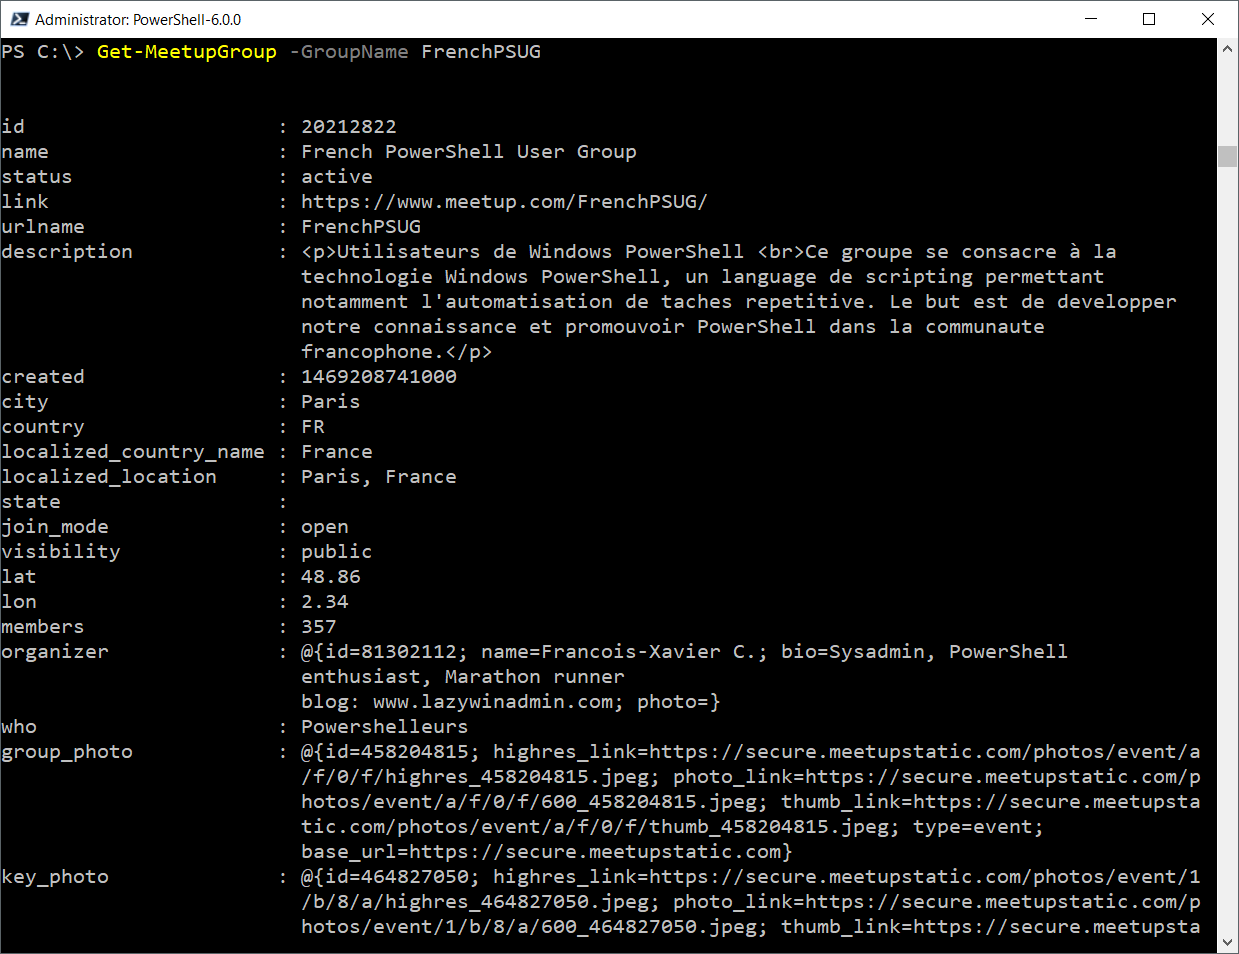 Administrator: PowerShell-6.0.0
PS C:\> Get-MeetupGroup -GroupName FrenchPSUG
id : 20212822
name : French PowerShell User Group
status : active
link : https://www.meetup.com/FrenchPSUG/
urlname : FrenchPSUG
description : <p>Utilisateurs de Windows PowerShell <br>Ce groupe se consacre à la
technologie Windows PowerShell, un language de scripting permettant
notamment l'automatisation de taches repetitive. Le but est de developper
notre connaissance et promouvoir PowerShell dans la communaute
francophone.</p>
created : 1469208741000
city : Paris
country : FR
localized_country_name : France
localized_location : Paris, France
state :
join_mode : open
visibility : public
lat : 48.86
lon : 2.34
members : 357
organizer : @{id=81302112; name=Francois-Xavier C.; bio=Sysadmin, PowerShell
enthusiast, Marathon runner
blog: www.lazywinadmin.com; photo=}
who : Powershelleurs
group_photo : @{id=458204815; highres_link=https://secure.meetupstatic.com/photos/event/a
/f/0/f/highres_458204815.jpeg; photo_link=https://secure.meetupstatic.com/p
hotos/event/a/f/0/f/600_458204815.jpeg; thumb_link=https://secure.meetupsta
tic.com/photos/event/a/f/0/f/thumb_458204815.jpeg; type=event;
base_url=https://secure.meetupstatic.com}
key_photo : @{id=464827050; highres_link=https://secure.meetupstatic.com/photos/event/1
/b/8/a/highres_464827050.jpeg; photo_link=https://secure.meetupstatic.com/p
hotos/event/1/b/8/a/600_464827050.jpeg; thumb_link=https://secure.meetupsta